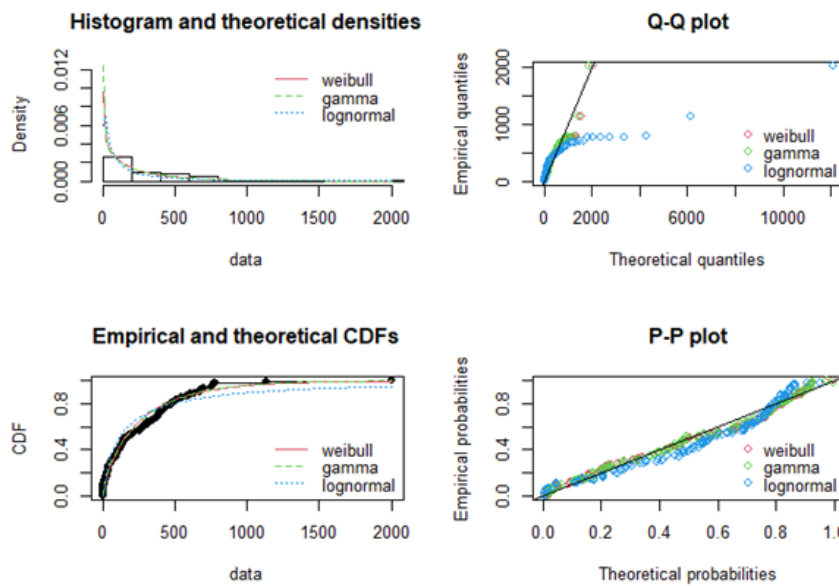 Histogram and theoretical densities
Density
0.000
0.006
0.012
weibull
gamma
lognormal
0
500
1000
1500
2000
data
Q-Q plot
Empirical quantiles
0
1000
2000
weibull
gamma
lognormal
0
2000
6000
10000
Theoretical quantiles
Empirical and theoretical CDFs
CDF
0.0
0.4
0.8
weibull
gamma
lognormal
0
500
1000
1500
2000
data
P-P plot
Empirical probabilities
0.0
0.4
0.8
weibull
gamma
lognormal
0.0
0.2
0.4
0.6
0.8
Theoretical probabilities